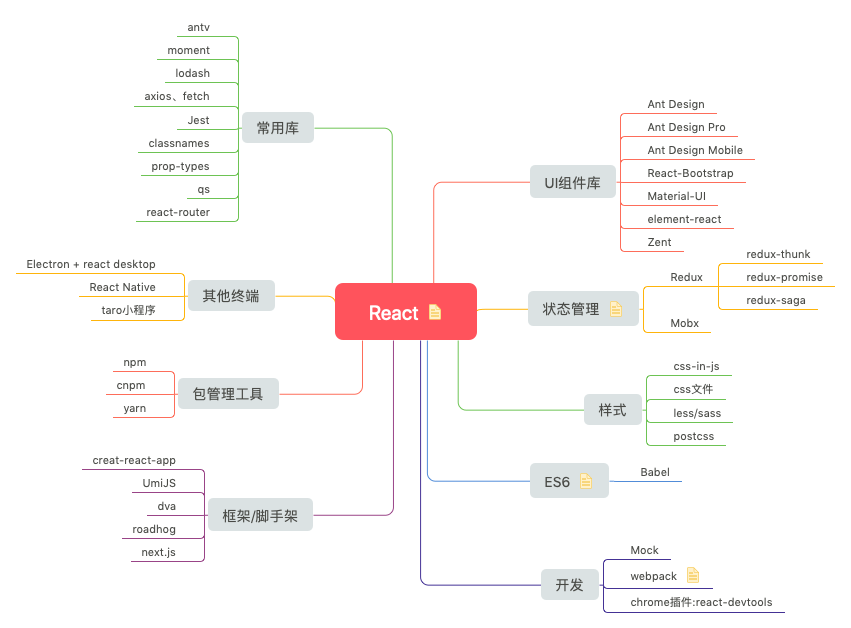 React
常用库
antv
moment
lodash
axios、fetch
Jest
classnames
prop-types
qs
react-router
其他终端
Electron + react desktop
React Native
taro小程序
包管理工具
npm
cnpm
yarn
框架/脚手架
creat-react-app
UmiJS
dva
roadhog
next.js
UI组件库
Ant Design
Ant Design Pro
Ant Design Mobile
React-Bootstrap
Material-UI
element-react
Zent
状态管理
Redux
redux-thunk
redux-promise
redux-saga
Mobx
样式
css-in-js
css文件
less/sass
postcss
ES6
Babel
开发
Mock
webpack
chrome插件:react-devtools